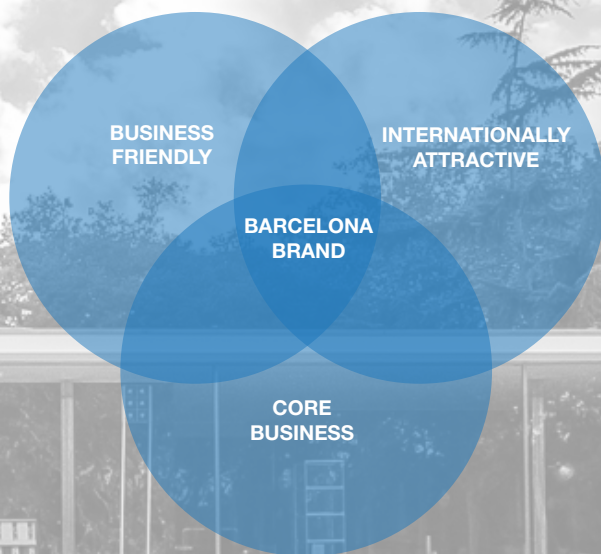 BUSINESS
FRIENDLY
INTERNATIONALLY
ATTRACTIVE
BARCELONA
BRAND
CORE
BUSINESS